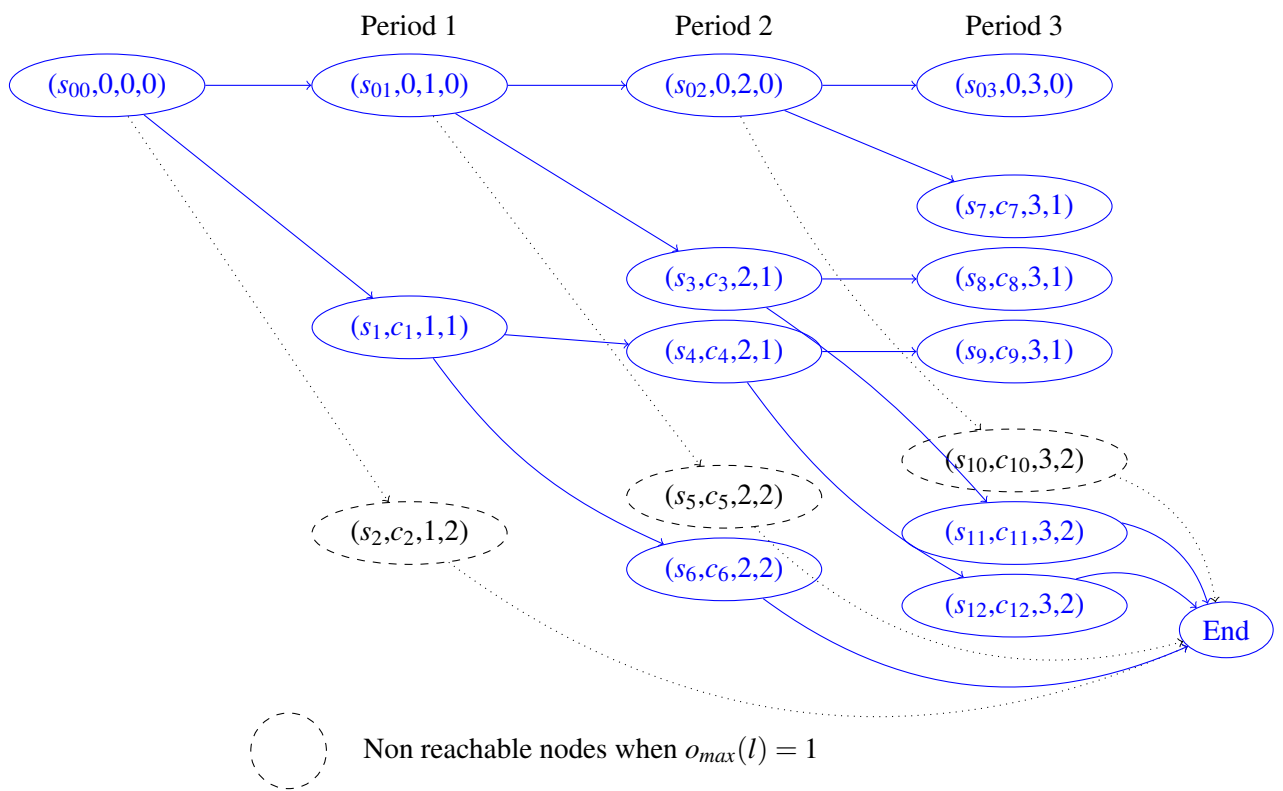 Period 1 Period 2 Period 3
(s₀₀,0,0,0) (s₀₁,0,1,0) (s₀₂,0,2,0) (s₀₃,0,3,0)
(s₇,c₇,3,1)
(s₃,c₃,2,1) (s₈,c₈,3,1)
(s₁,c₁,1,1) (s₄,c₄,2,1) (s₉,c₉,3,1)
(s₁₀,c₁₀,3,2)
(s₅,c₅,2,2)
(s₂,c₂,1,2) (s₁₁,c₁₁,3,2)
(s₆,c₆,2,2)
(s₁₂,c₁₂,3,2)
End
Non reachable nodes when oₘₐₓ(l) = 1